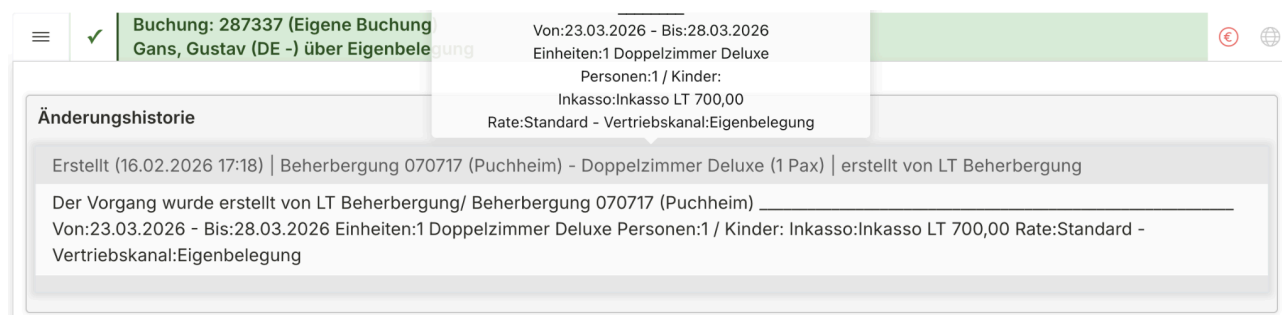 Buchung: 287337 (Eigene Buchung)
Gans, Gustav (DE -) über Eigenbelegung
________
Von:23.03.2026 - Bis:28.03.2026
Einheiten:1 Doppelzimmer Deluxe
Personen:1 / Kinder:
Inkasso:Inkasso LT 700,00
Rate:Standard - Vertriebskanal:Eigenbelegung
Änderungshistorie
Erstellt (16.02.2026 17:18) | Beherbergung 070717 (Puchheim) - Doppelzimmer Deluxe (1 Pax) | erstellt von LT Beherbergung
Der Vorgang wurde erstellt von LT Beherbergung/ Beherbergung 070717 (Puchheim) ________________________________________________
Von:23.03.2026 - Bis:28.03.2026 Einheiten:1 Doppelzimmer Deluxe Personen:1 / Kinder: Inkasso:Inkasso LT 700,00 Rate:Standard -
Vertriebskanal:Eigenbelegung